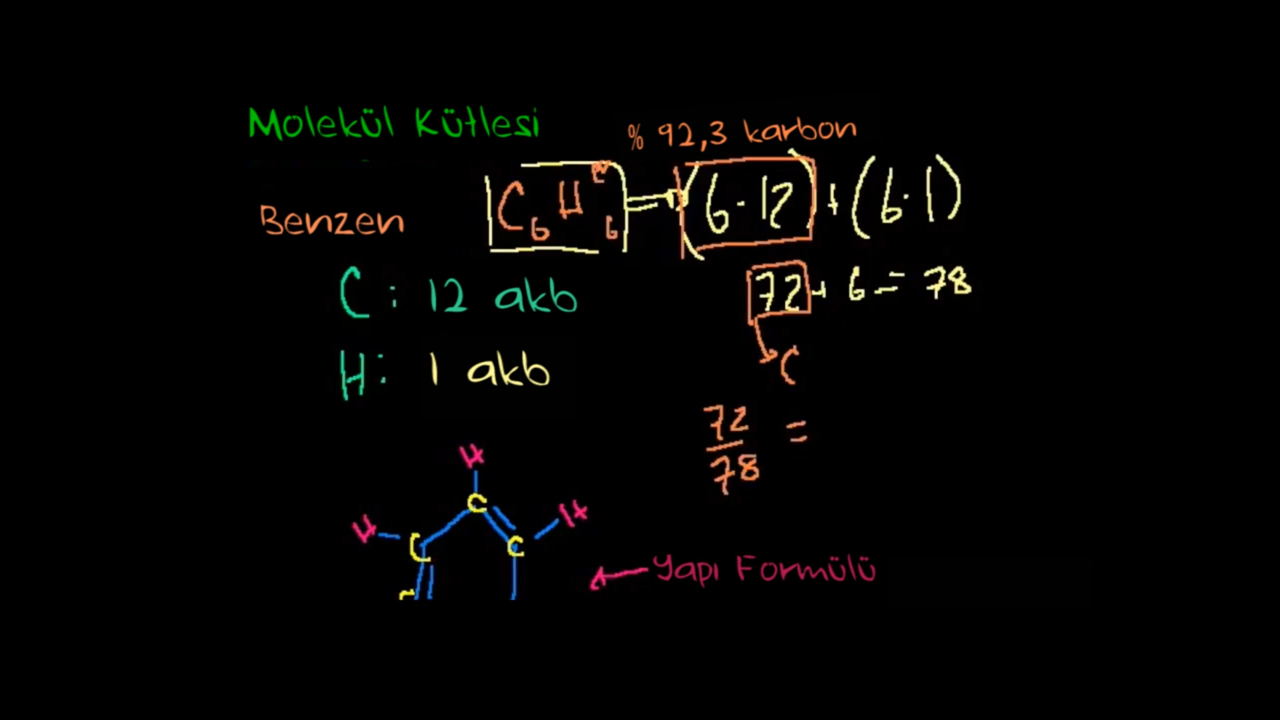 Molekül Kütlesi
% 92,3 karbon
Benzen C6H6 = (6·12) + (6·1)
C: 12 akb
72 + 6 = 78
H: 1 akb
C
72
78 =
H
H
C
H
C
C
Yapı Formülü